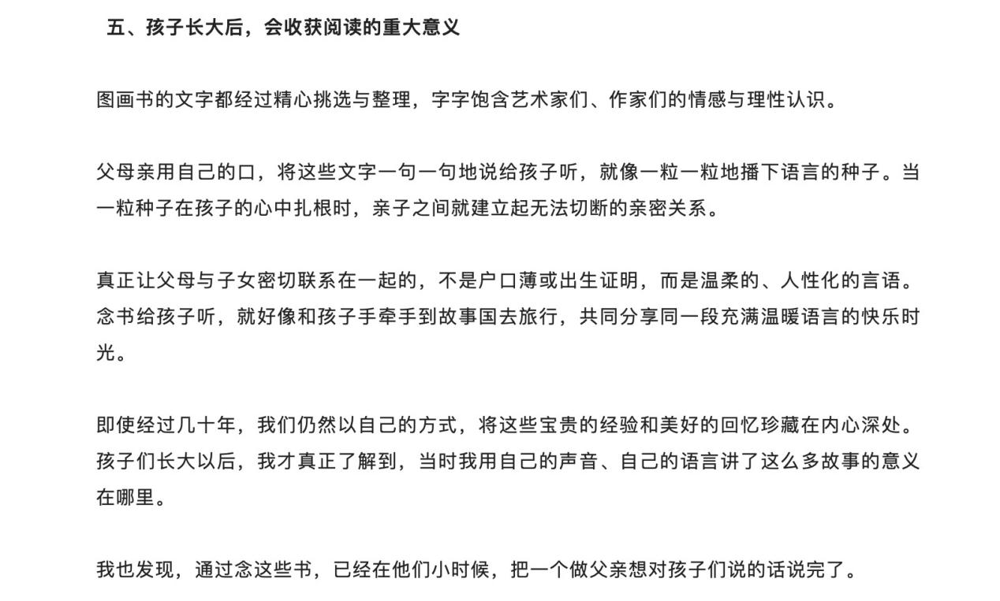 五、孩子长大后，会收获阅读的重大意义
图画书的文字都经过精心挑选与整理，字字饱含艺术家们、作家们的情感与理性认识。
父母亲用自己的口，将这些文字一句一句地说给孩子听，就像一粒一粒地播下语言的种子。当
一粒种子在孩子的心中扎根时，亲子之间就建立起无法切断的亲密关系。
真正让父母与子女密切联系在一起的，不是户口薄或出生证明，而是温柔的、人性化的言语。
念书给孩子听，就好像和孩子手牵手到故事国去旅行，共同分享同一段充满温暖语言的快乐时
光。
即使经过几十年，我们仍然以自己的方式，将这些宝贵的经验和美好的回忆珍藏在内心深处。
孩子们长大以后，我才真正了解到，当时我用自己的声音、自己的语言讲了这么多故事的意义
在哪里。
我也发现，通过念这些书，已经在他们小时候，把一个做父亲想对孩子们说的话说完了。